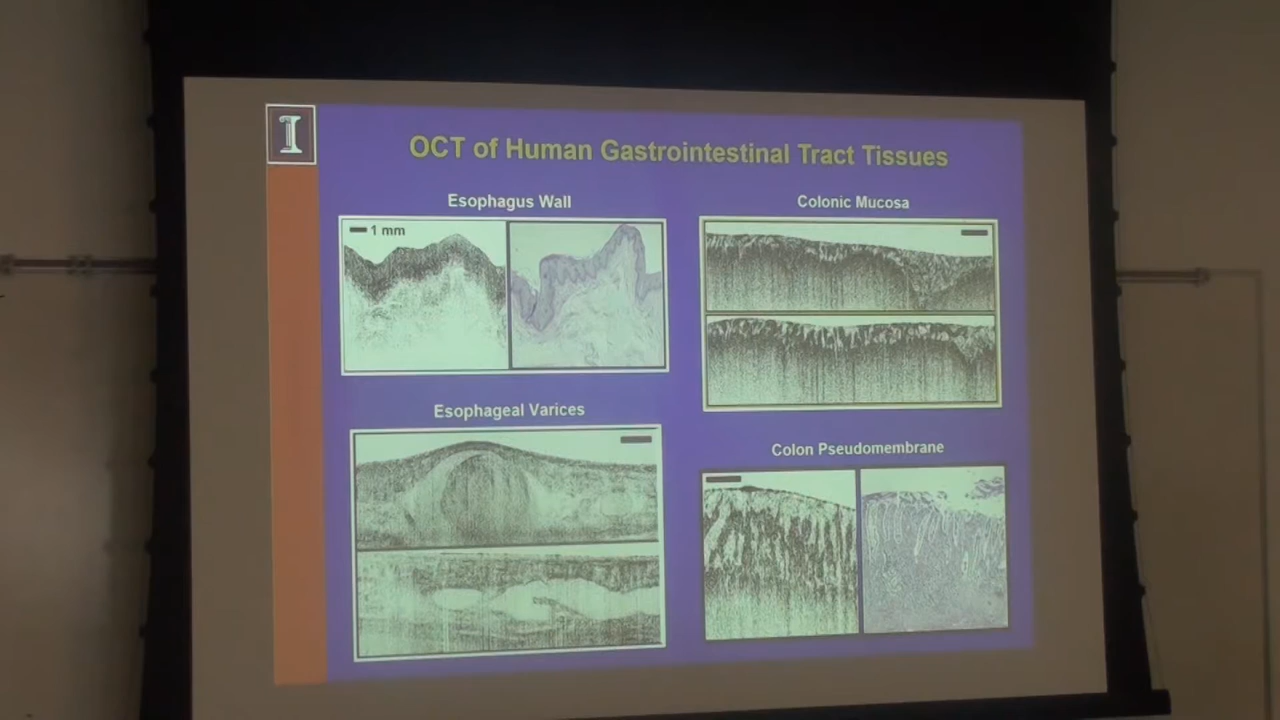 I
OCT of Human Gastrointestinal Tract Tissues
Esophagus Wall
1 mm
Colonic Mucosa
Esophageal Varices
Colon Pseudomembrane